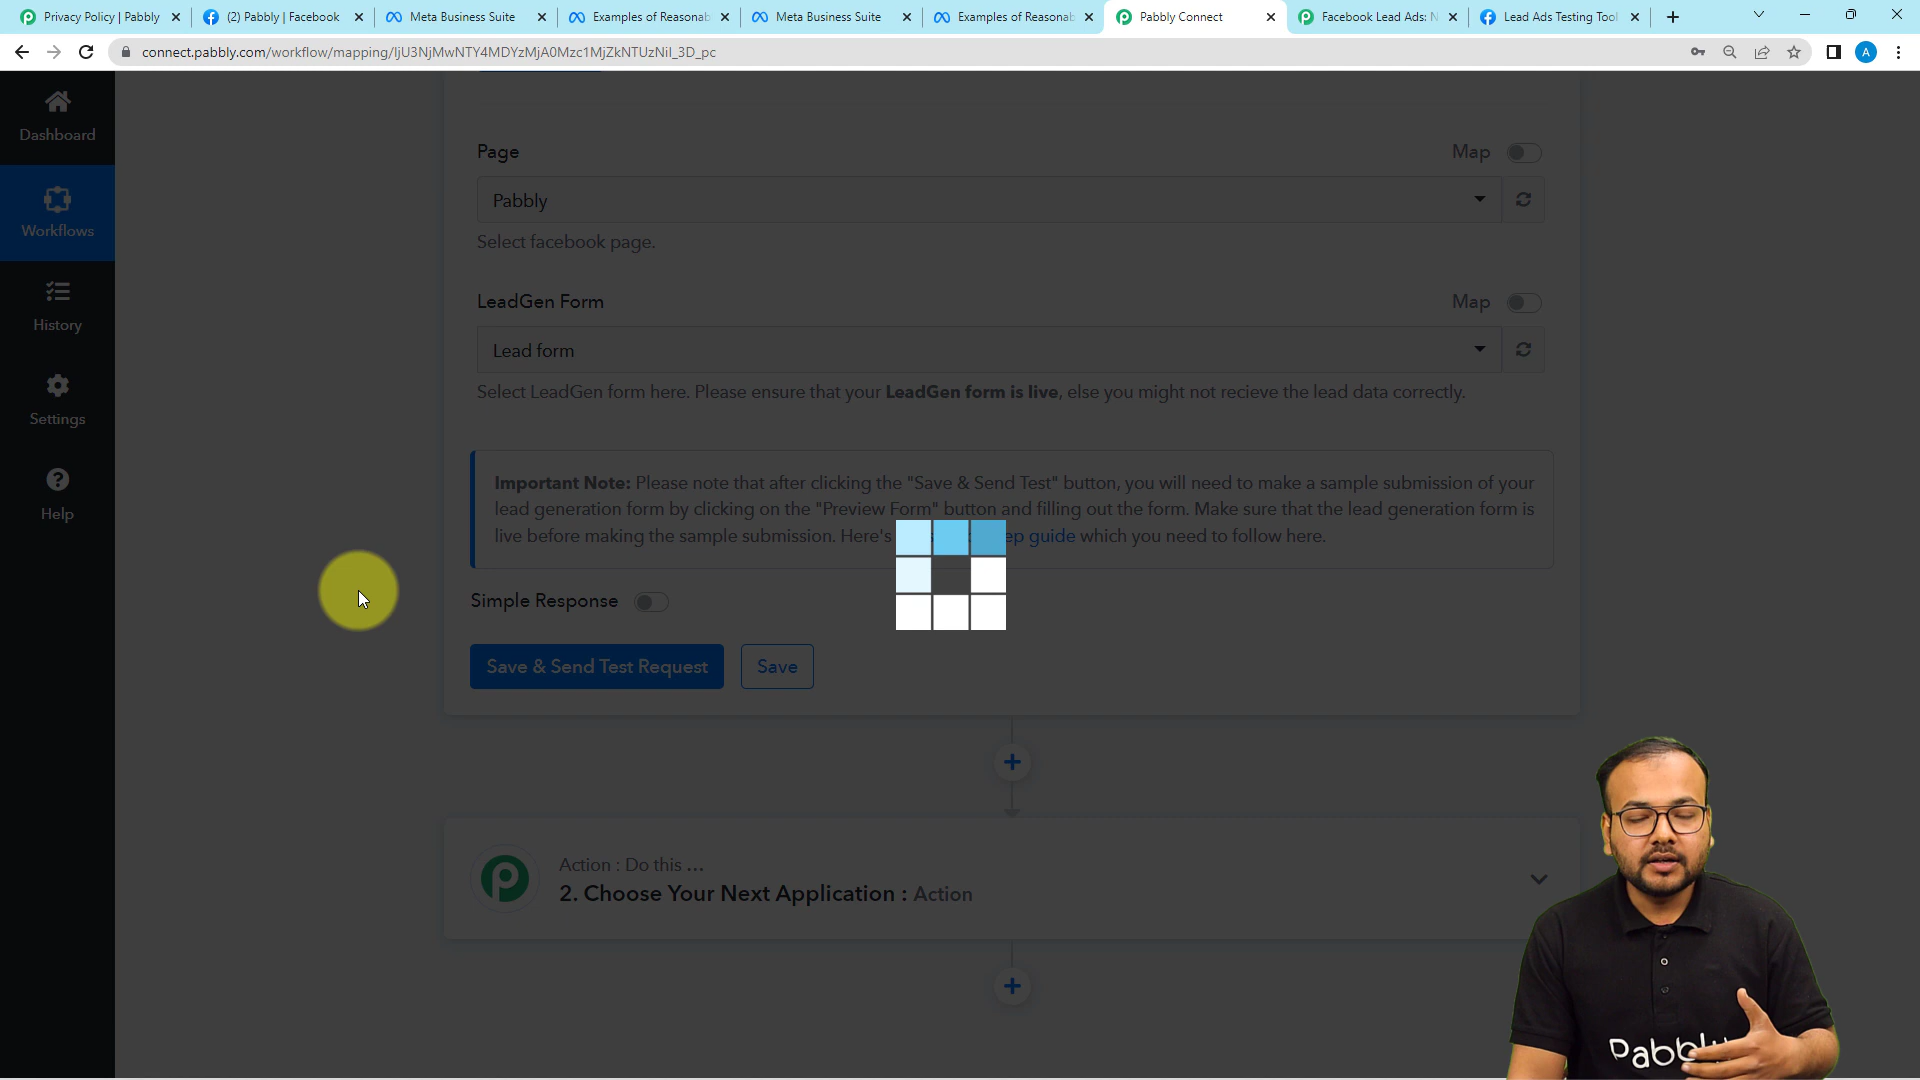 Privacy Policy | Pabbly
(2) Pabbly | Facebook
Meta Business Suite
Examples of Reasonab
Meta Business Suite
Examples of Reasonab
Pabbly Connect
Facebook Lead Ads: N
Lead Ads Testing Tool
connect.pabbly.com/workflow/mapping/IjU3NjMwNTY4MDYzMjA0Mzc1MjZkNTUzNiI_3D_pc
A
Dashboard
Workflows
History
Settings
Help
Page
Map
Pabbly
Select facebook page.
LeadGen Form
Map
Lead form
Select LeadGen form here. Please ensure that your LeadGen form is live, else you might not recieve the lead data correctly.
Important Note: Please note that after clicking the "Save & Send Test" button, you will need to make a sample submission of your
lead generation form by clicking on the "Preview Form" button and filling out the form. Make sure that the lead generation form is
live before making the sample submission. Here's ep guide which you need to follow here.
Simple Response
Save & Send Test Request
Save
Action : Do this ...
2. Choose Your Next Application : Action
Pabbly